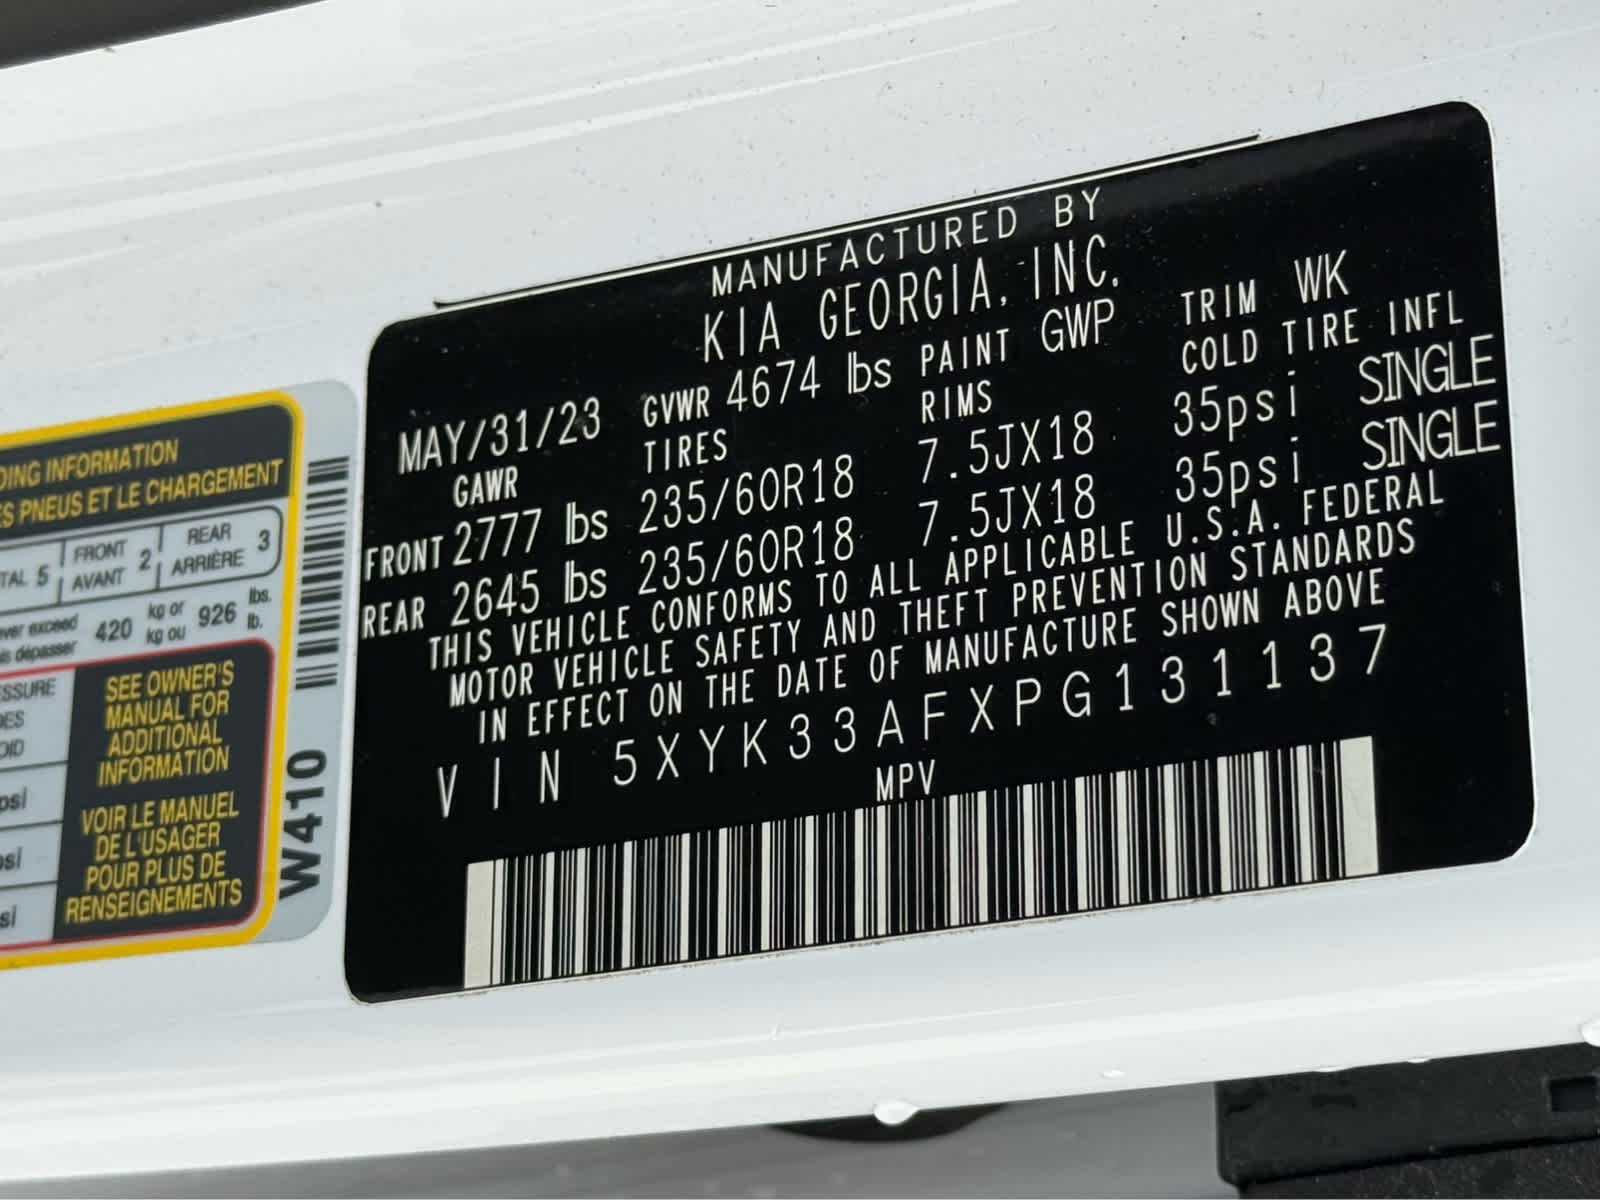 MANUFACTURED BY
KIA GEORGIA, INC.
MAY/31/23 GVWR 4674 lbs PAINT GWP TRIM WK
GAWR TIRES RIMS COLD TIRE INFL
FRONT 2777 lbs 235/60R18 7.5JX18 35psi SINGLE
REAR 2645 lbs 235/60R18 7.5JX18 35psi SINGLE
THIS VEHICLE CONFORMS TO ALL APPLICABLE U.S.A. FEDERAL
MOTOR VEHICLE SAFETY AND THEFT PREVENTION STANDARDS
IN EFFECT ON THE DATE OF MANUFACTURE SHOWN ABOVE
VIN 5XYK33AFXPG131137
MPV
INFORMATION
PNEUS ET LE CHARGEMENT
5 FRONT AVANT 2 REAR ARRIÈRE 3
exceed 420 kg or 926 lbs.
dépasser kg ou lb.
SEE OWNER'S
MANUAL FOR
ADDITIONAL
INFORMATION
VOIR LE MANUEL
DE L'USAGER
POUR PLUS DE
RENSEIGNEMENTS
psi
W410